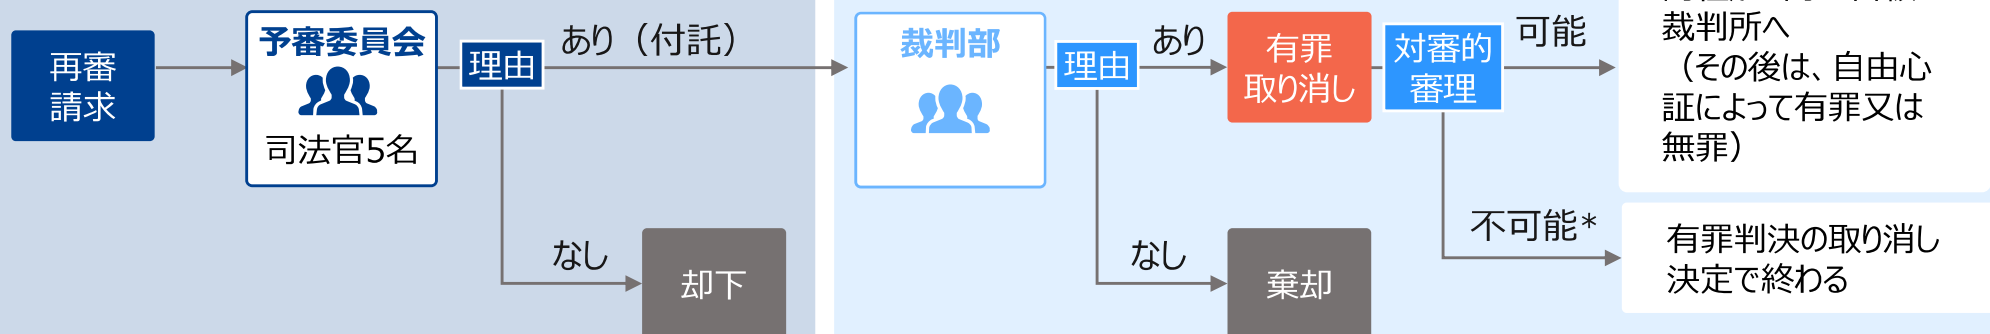 再審
請求
予審委員会
司法官5名
理由
あり（付託）
なし
却下
裁判部
理由
あり
なし
棄却
有罪
取り消し
対審的
審理
可能
裁判所へ
（その後は、自由心
証によって有罪又は
無罪）
不可能*
有罪判決の取り消し
決定で終わる